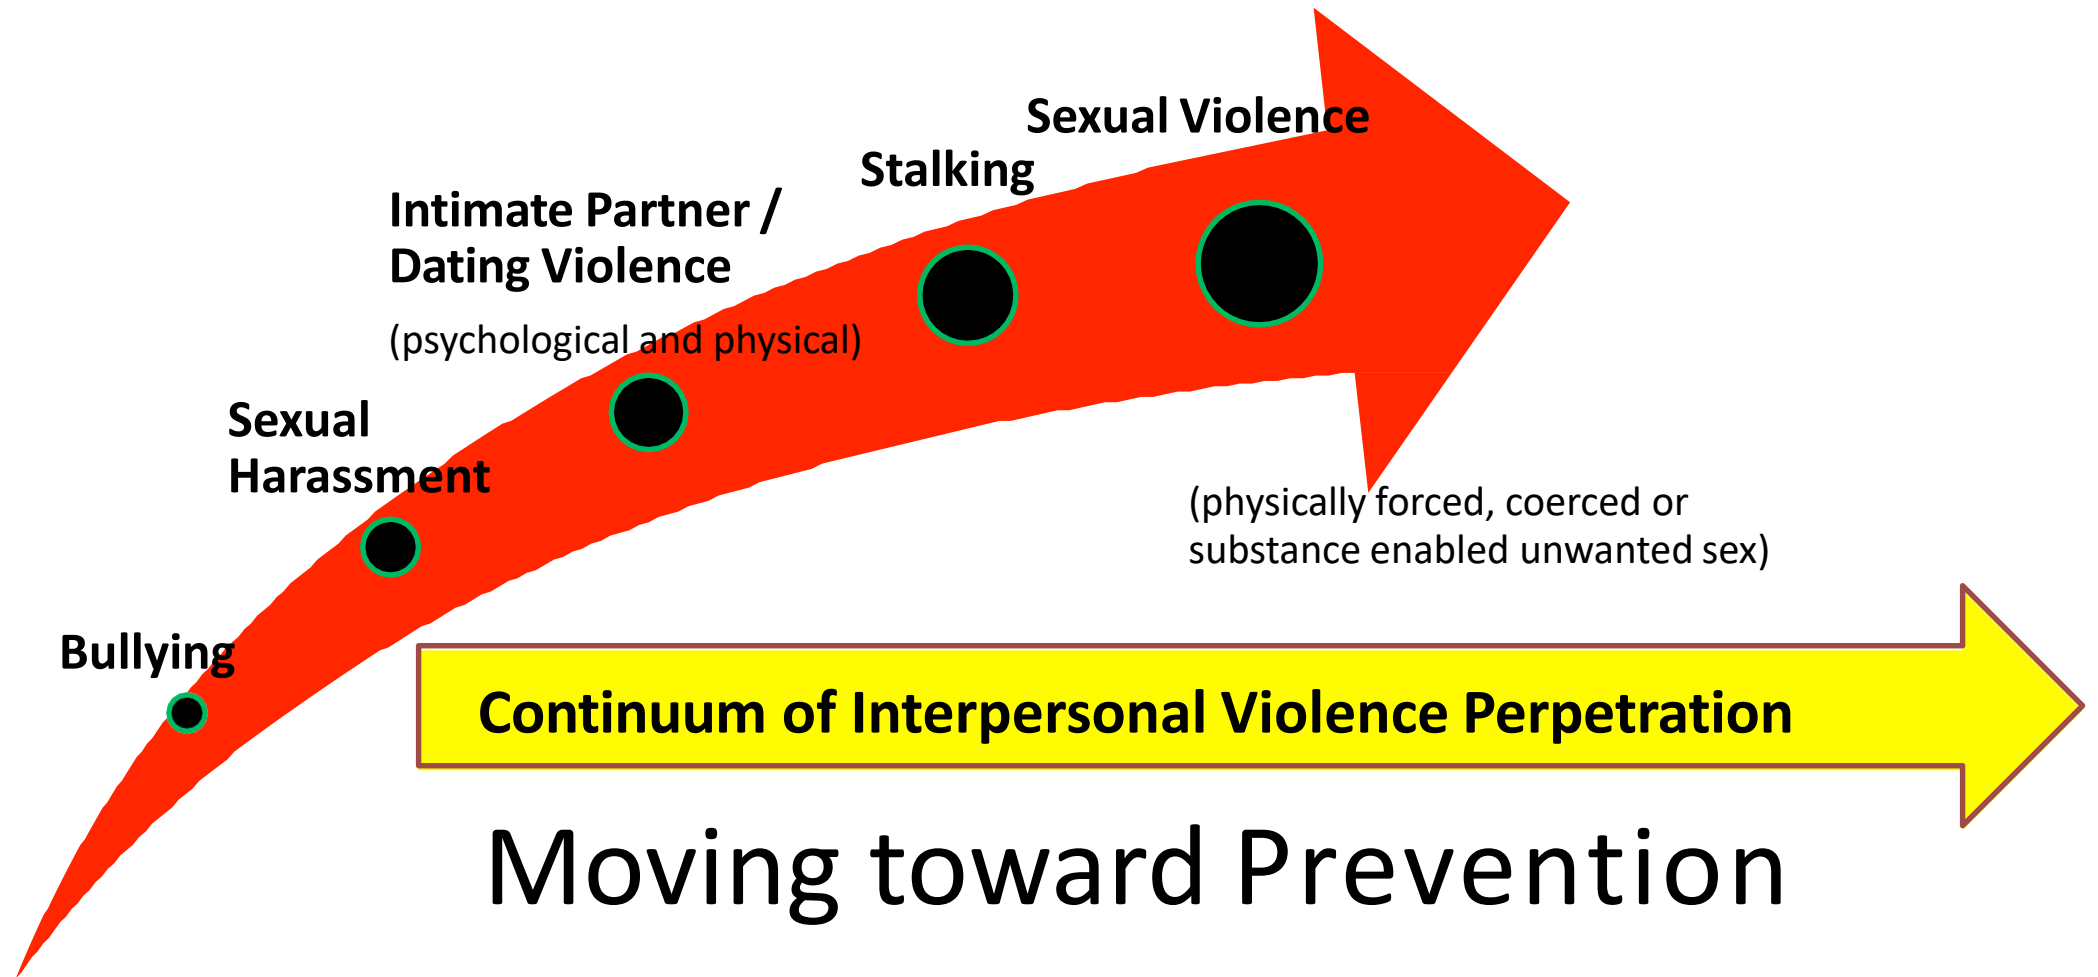 Sexual Violence
Stalking
Intimate Partner /
Dating Violence
(psychological and physical)
Sexual
Harassment
(physically forced, coerced or
substance enabled unwanted sex)
Bullying
Continuum of Interpersonal Violence Perpetration
Moving toward Prevention